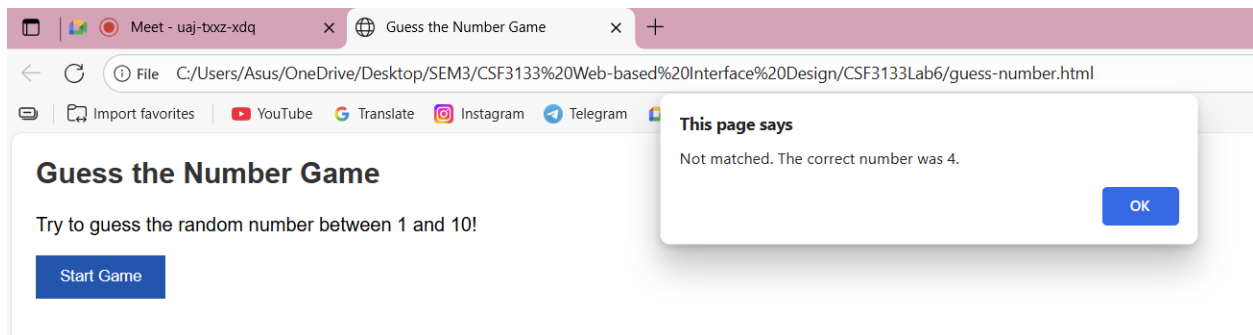 Meet - uaj-txxz-xdq
Guess the Number Game
File C:/Users/Asus/OneDrive/Desktop/SEM3/CSF3133%20Web-based%20Interface%20Design/CSF3133Lab6/guess-number.html
Import favorites YouTube Translate Instagram Telegram
This page says
Not matched. The correct number was 4.
OK
Guess the Number Game
Try to guess the random number between 1 and 10!
Start Game